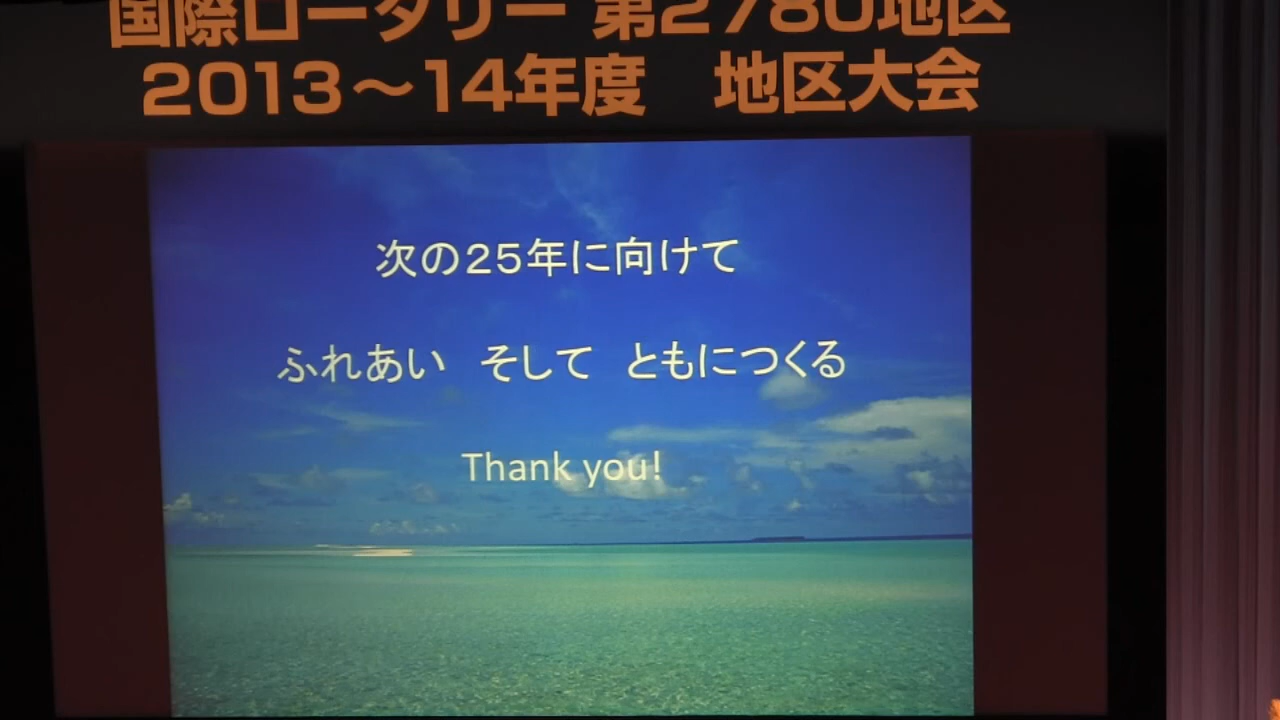 国際ロータリー 第2780地区
2013～14年度　地区大会
次の25年に向けて
ふれあい　そして　ともにつくる
Thank you!